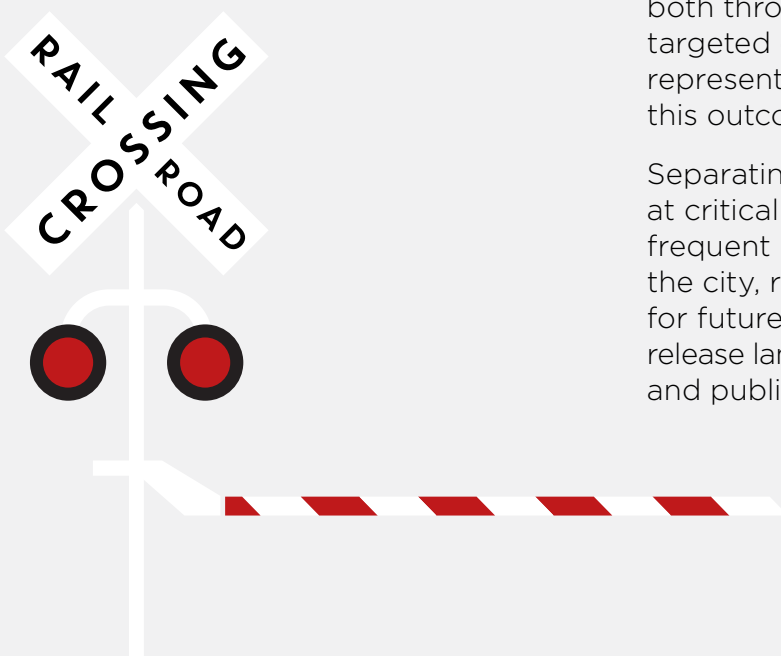 RAIL ROAD
CROSSING
both thro
targeted
represent
this outco
Separatin
at critical
frequent
the city, r
for future
release lar
and publi